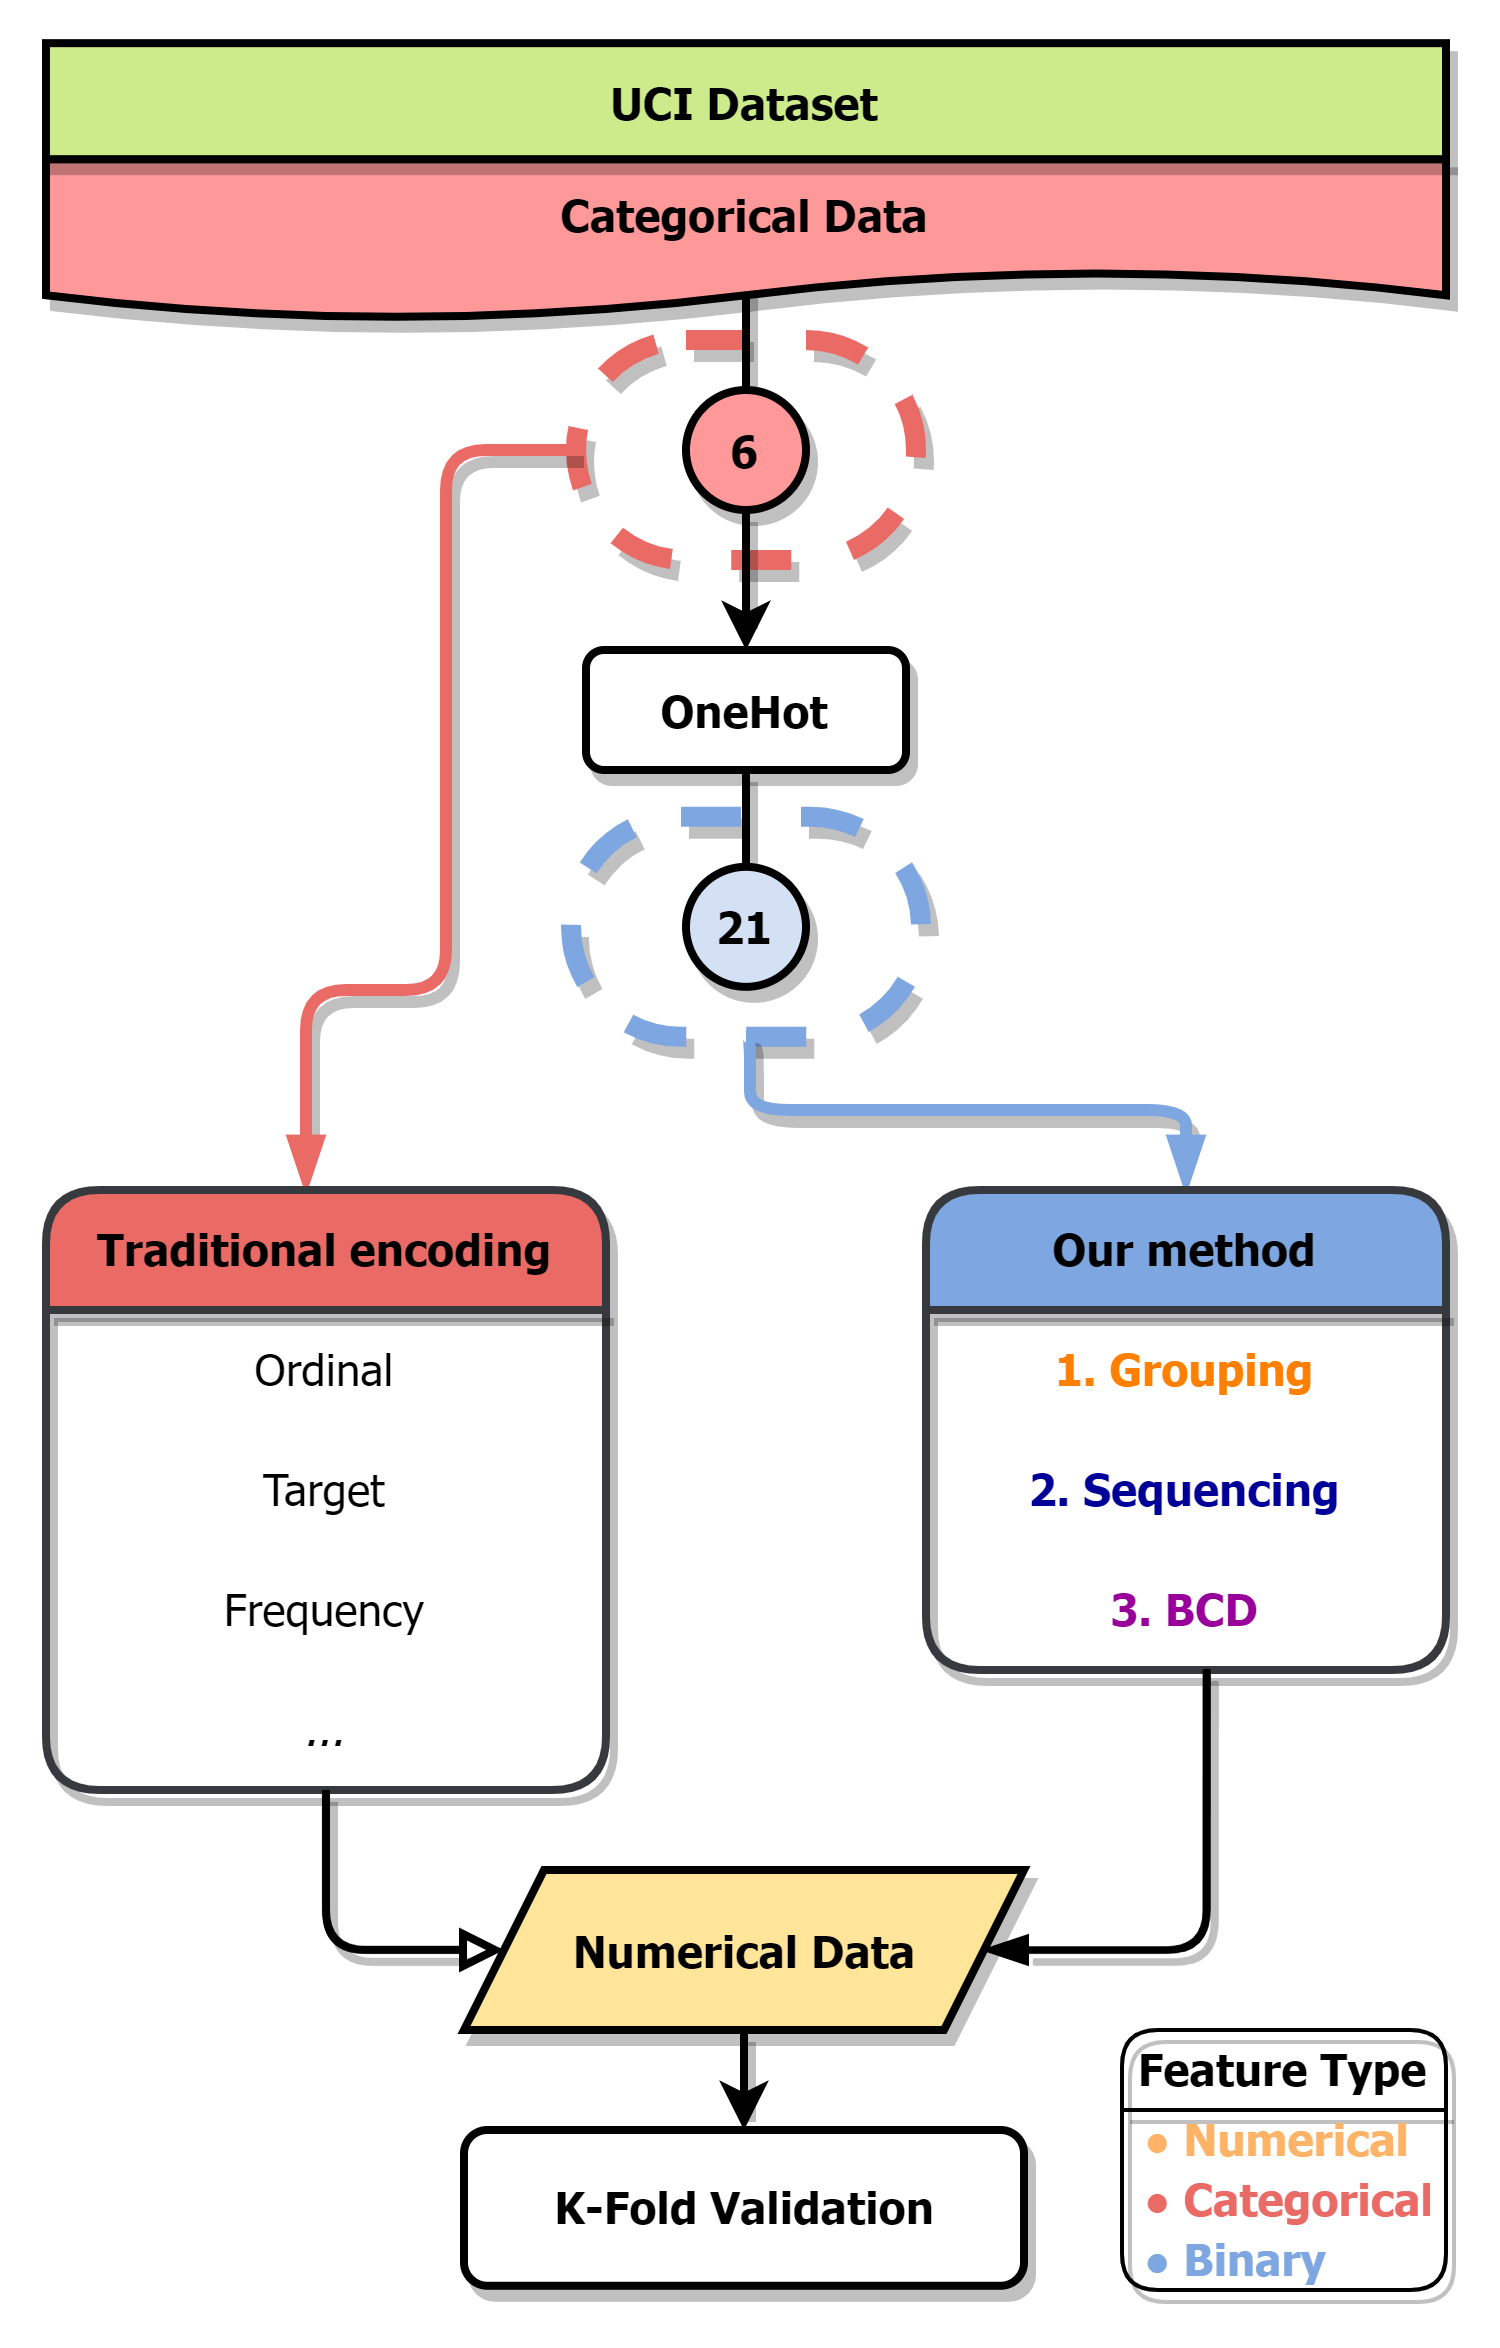 UCI Dataset
Categorical Data
6
OneHot
21
Traditional encoding
Ordinal
Target
Frequency
...
Our method
1. Grouping
2. Sequencing
3. BCD
Numerical Data
K-Fold Validation
Feature Type
• Numerical
• Categorical
• Binary